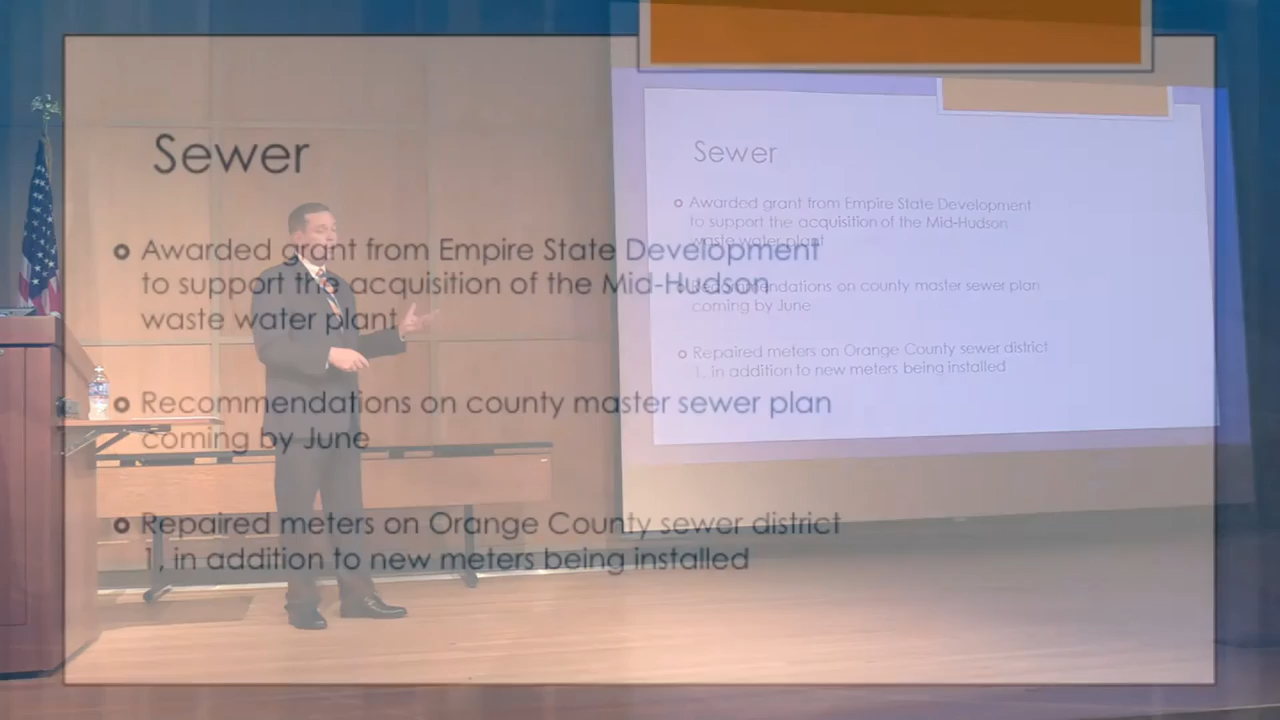 Sewer
Awarded grant from Empire State Development
to support the acquisition of the Mid-Hudson
waste water plant
Recommendations on county master sewer plan
coming by June
Repaired meters on Orange County sewer district
1, in addition to new meters being installed
Sewer
Awarded grant from Empire State Development
to support the acquisition of the Mid-Hudson
waste water plant
Recommendations on county master sewer plan
coming by June
Repaired meters on Orange County sewer district
1, in addition to new meters being installed